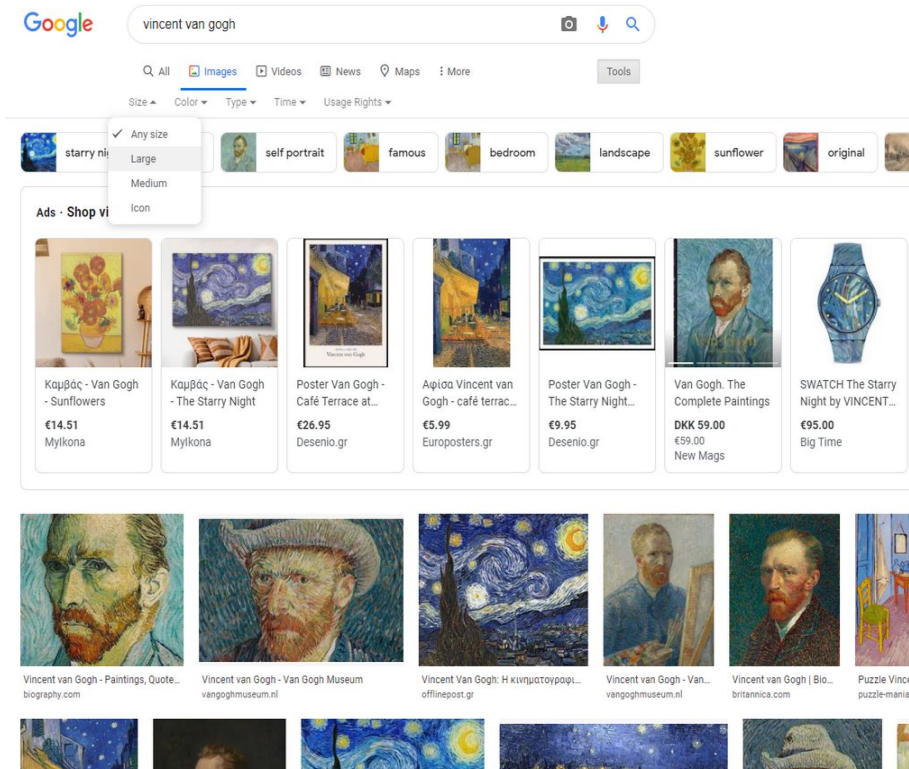 Google
vincent van gogh
All Images Videos News Maps More
Tools
Size Color Type Time Usage Rights
Any size
Large
Medium
Icon
starry ni
self portrait
famous
bedroom
landscape
sunflower
original
Ads · Shop vi
Καμβάς - Van Gogh
- Sunflowers
€14.51
MyIkona
Καμβάς - Van Gogh
- The Starry Night
€14.51
MyIkona
Poster Van Gogh -
Café Terrace at...
€26.95
Desenio.gr
Αφίσα Vincent van
Gogh - café terrac...
€5.99
Europosters.gr
Poster Van Gogh -
The Starry Night...
€9.95
Desenio.gr
Van Gogh. The
Complete Paintings
DKK 59.00
€59.00
New Mags
SWATCH The Starry
Night by VINCENT...
€95.00
Big Time
Vincent van Gogh
Van Gogh
Vincent van Gogh - Paintings, Quote...
biography.com
Vincent van Gogh - Van Gogh Museum
vangoghmuseum.nl
Vincent Van Gogh: Η κινηματογραφι...
offlinepost.gr
Vincent van Gogh - Van...
vangoghmuseum.nl
Vincent van Gogh | Bio...
britannica.com
Puzzle Vince
puzzle-mania